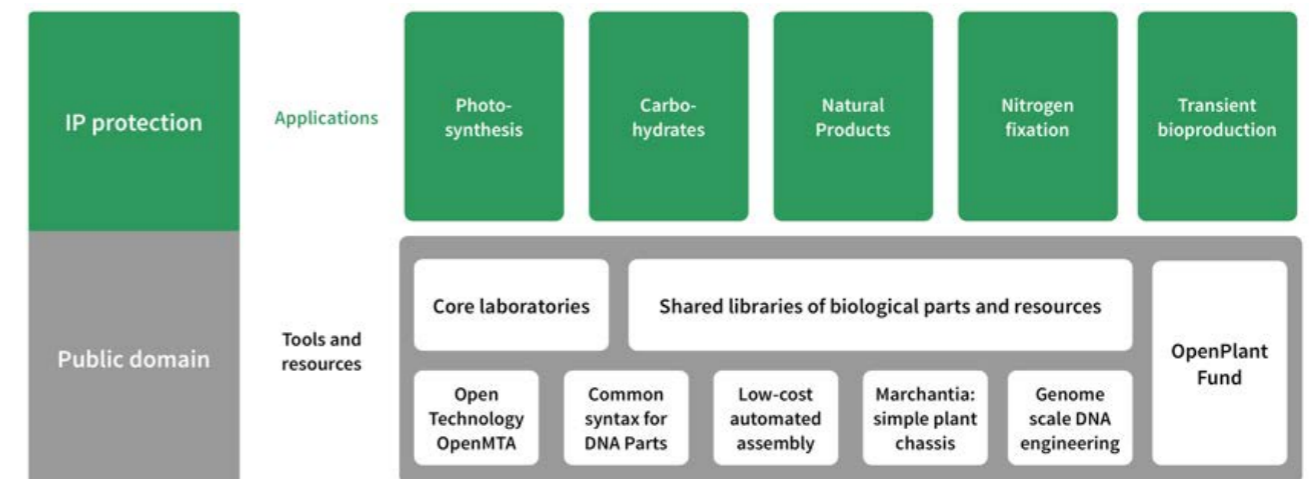 IP protection
Applications
Photo-
synthesis
Carbo-
hydrates
Natural
Products
Nitrogen
fixation
Transient
bioproduction
Public domain
Tools and
resources
Core laboratories
Shared libraries of biological parts and resources
OpenPlant
Fund
Open
Technology
OpenMTA
Common
syntax for
DNA Parts
Low-cost
automated
assembly
Marchantia:
simple plant
chassis
Genome
scale DNA
engineering